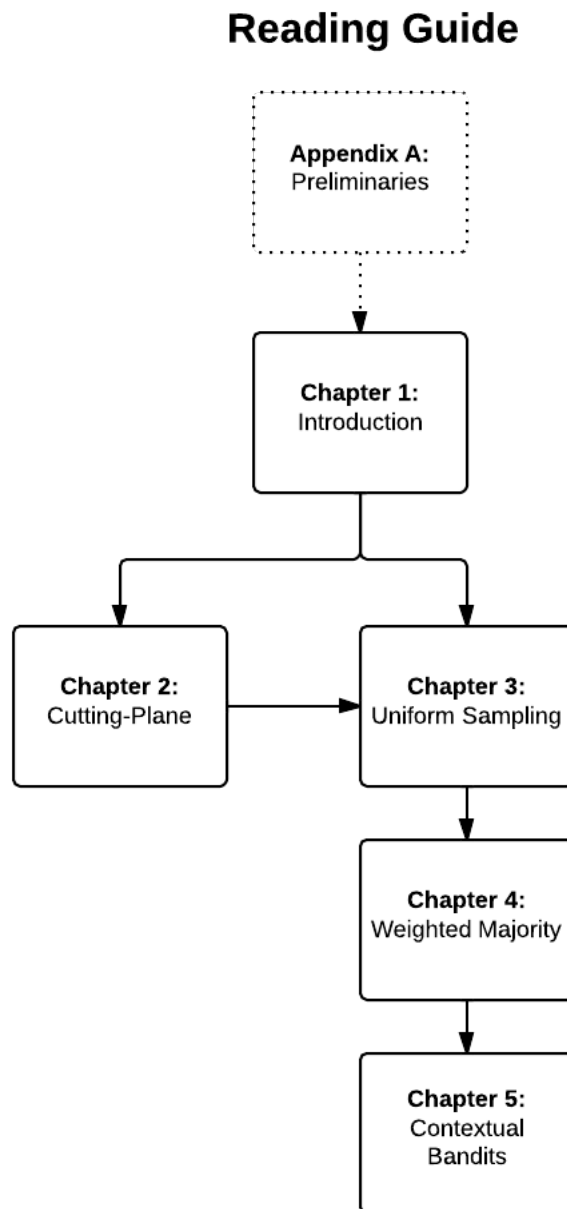 Reading Guide
Appendix A:
Preliminaries
Chapter 1:
Introduction
Chapter 2:
Cutting-Plane
Chapter 3:
Uniform Sampling
Chapter 4:
Weighted Majority
Chapter 5:
Contextual
Bandits